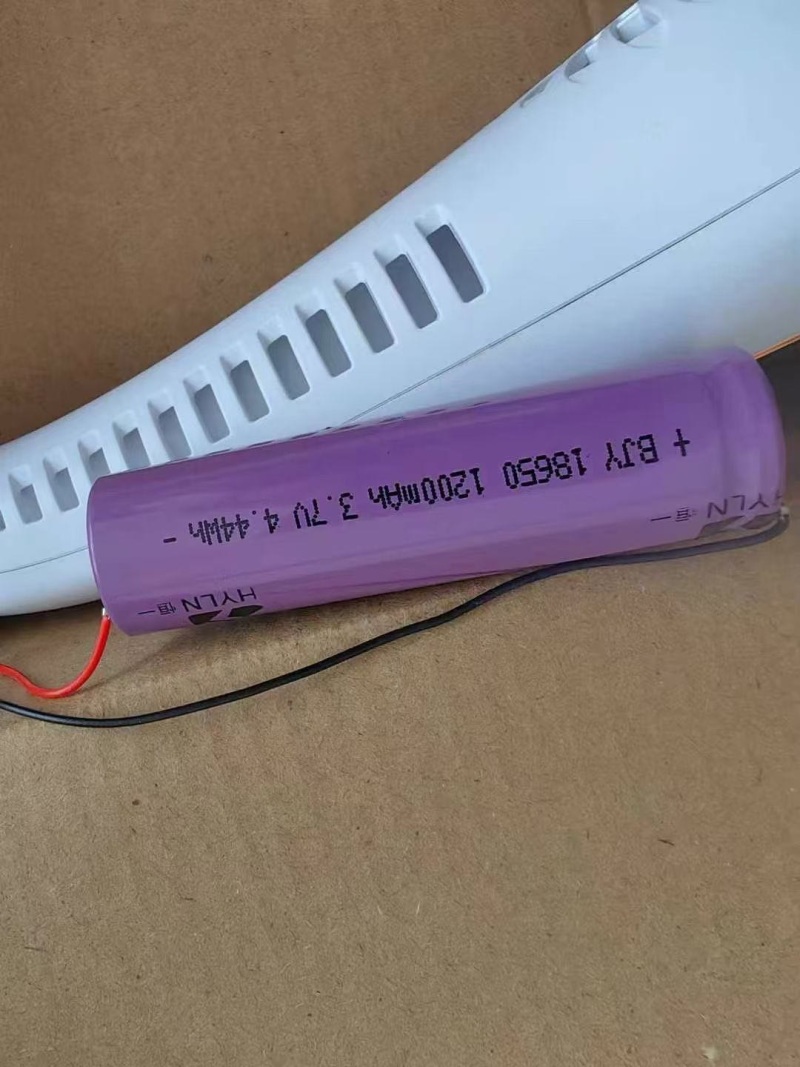 + BJY 18650 1200mAh 3.7V 4.44Wh -
HYLN 恒一
HYLN 恒一